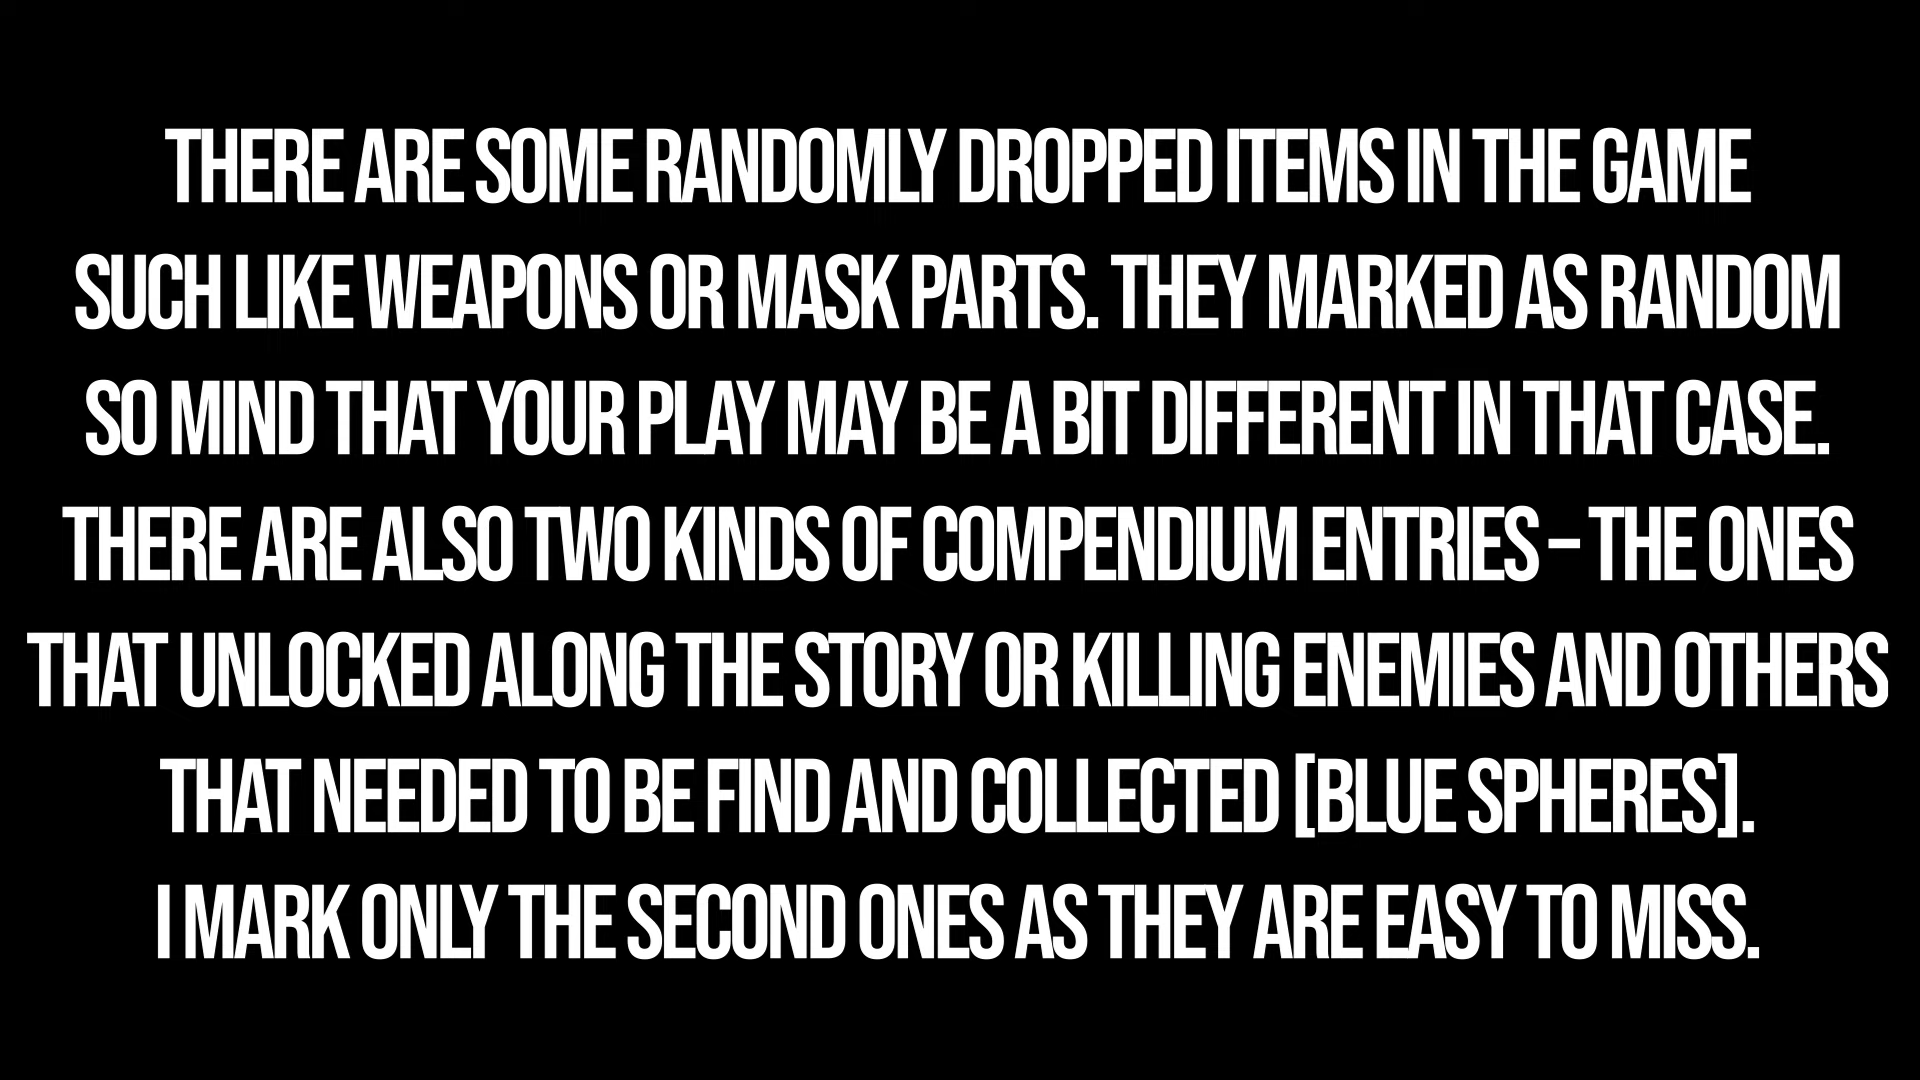 THERE ARE SOME RANDOMLY DROPPED ITEMS IN THE GAME
SUCH LIKE WEAPONS OR MASK PARTS. THEY MARKED AS RANDOM
SO MIND THAT YOUR PLAY MAY BE A BIT DIFFERENT IN THAT CASE.
THERE ARE ALSO TWO KINDS OF COMPENDIUM ENTRIES – THE ONES
THAT UNLOCKED ALONG THE STORY OR KILLING ENEMIES AND OTHERS
THAT NEEDED TO BE FIND AND COLLECTED [BLUE SPHERES].
I MARK ONLY THE SECOND ONES AS THEY ARE EASY TO MISS.